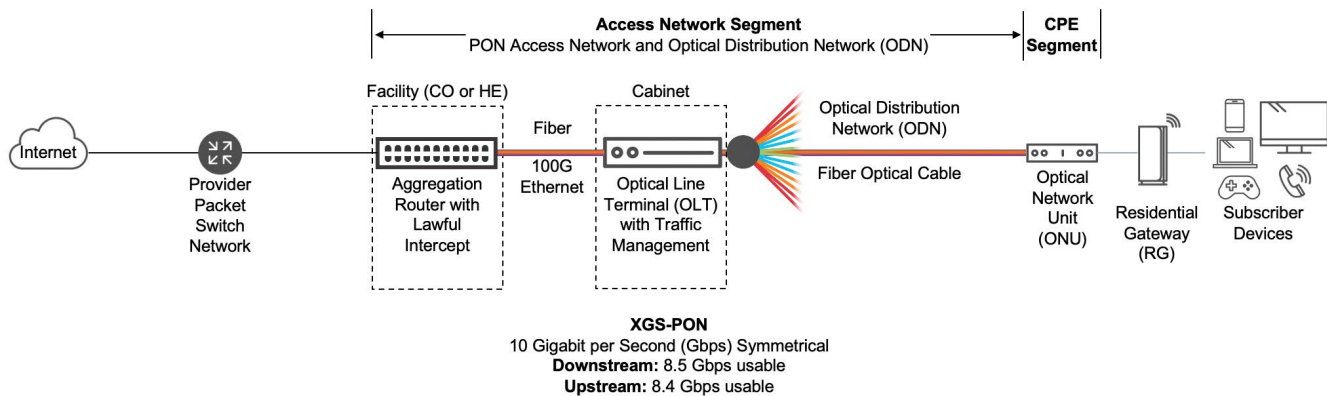 Access Network Segment
PON Access Network and Optical Distribution Network (ODN)
CPE
Segment
Facility (CO or HE)
Cabinet
Internet
Provider
Packet
Switch
Network
Aggregation
Router with
Lawful
Intercept
Fiber
100G
Ethernet
Optical Line
Terminal (OLT)
with Traffic
Management
Optical Distribution
Network (ODN)
Fiber Optical Cable
Optical
Network
Unit
(ONU)
Residential
Gateway
(RG)
Subscriber
Devices
XGS-PON
10 Gigabit per Second (Gbps) Symmetrical
Downstream: 8.5 Gbps usable
Upstream: 8.4 Gbps usable